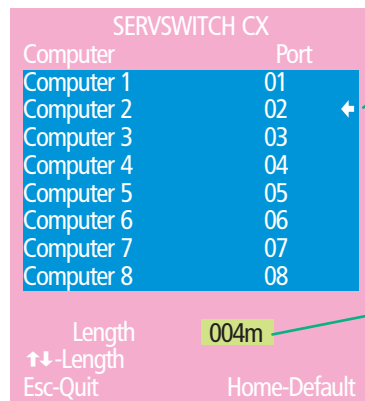 SERVSWITCH CX
Computer Port
Computer 1 01
Computer 2 02 ←
Computer 3 03
Computer 4 04
Computer 5 05
Computer 6 06
Computer 7 07
Computer 8 08
Length 004m
↑↓-Length
Esc-Quit Home-Default